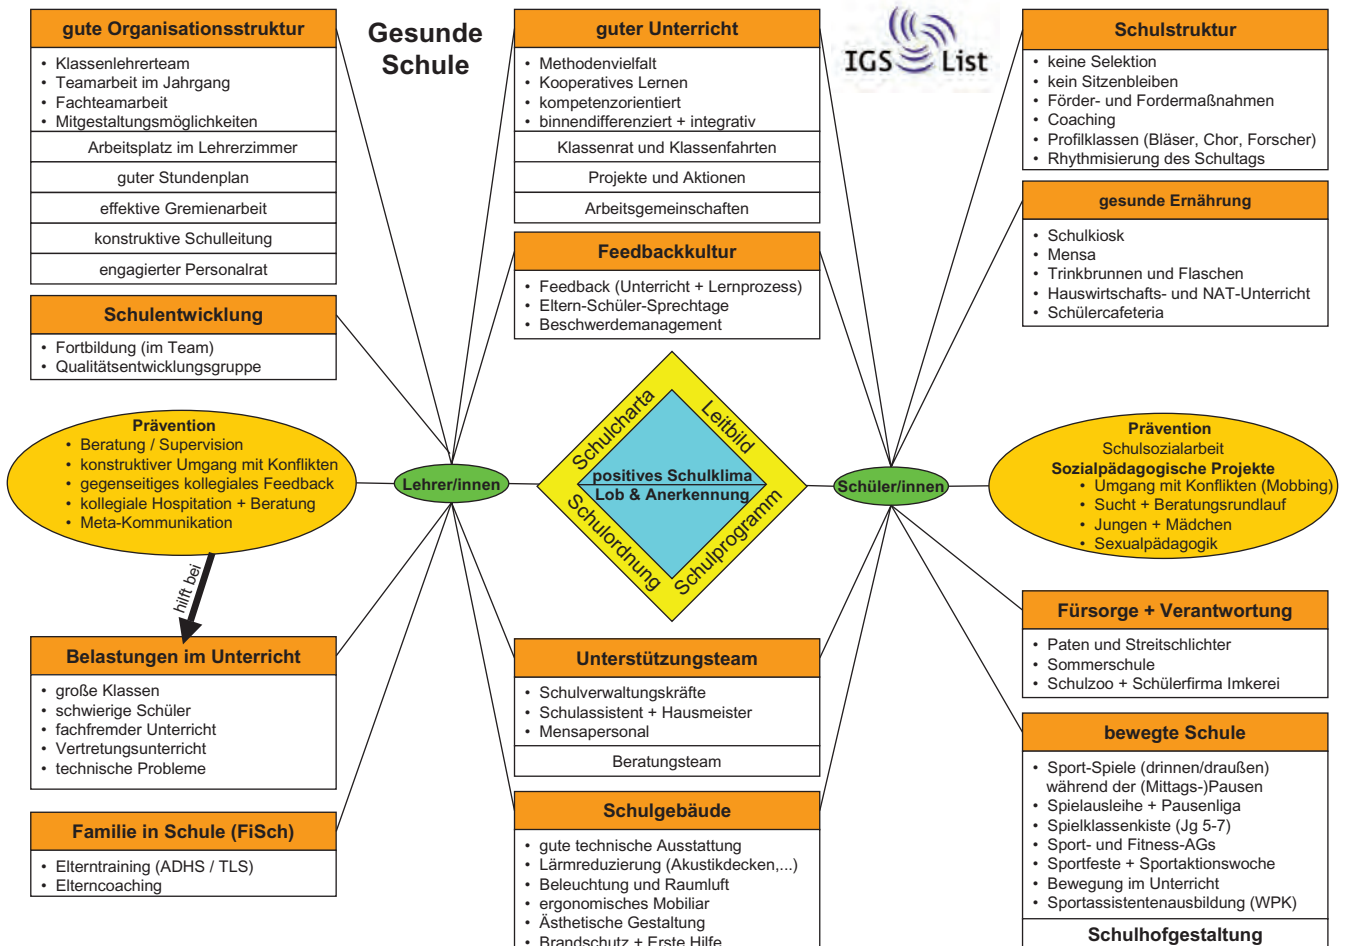 Gesunde
Schule
IGS List
gute Organisationsstruktur
• Klassenlehrerteam
• Teamarbeit im Jahrgang
• Fachteamarbeit
• Mitgestaltungsmöglichkeiten
Arbeitsplatz im Lehrerzimmer
guter Stundenplan
effektive Gremienarbeit
konstruktive Schulleitung
engagierter Personalrat
Schulentwicklung
• Fortbildung (im Team)
• Qualitätsentwicklungsgruppe
Prävention
• Beratung / Supervision
• konstruktiver Umgang mit Konflikten
• gegenseitiges kollegiales Feedback
• kollegiale Hospitation + Beratung
• Meta-Kommunikation
hilft bei
Belastungen im Unterricht
• große Klassen
• schwierige Schüler
• fachfremder Unterricht
• Vertretungsunterricht
• technische Probleme
Familie in Schule (FiSch)
• Elterntraining (ADHS / TLS)
• Elterncoaching
Lehrer/innen
guter Unterricht
• Methodenvielfalt
• Kooperatives Lernen
• kompetenzorientiert
• binnendifferenziert + integrativ
Klassenrat und Klassenfahrten
Projekte und Aktionen
Arbeitsgemeinschaften
Feedbackkultur
• Feedback (Unterricht + Lernprozess)
• Eltern-Schüler-Sprechtage
• Beschwerdemanagement
Schulcharta
Leitbild
positives Schulklima
Lob & Anerkennung
Schulordnung
Schulprogramm
Unterstützungsteam
• Schulverwaltungskräfte
• Schulassistent + Hausmeister
• Mensapersonal
Beratungsteam
Schulgebäude
• gute technische Ausstattung
• Lärmreduzierung (Akustikdecken,...)
• Beleuchtung und Raumluft
• ergonomisches Mobiliar
• Ästhetische Gestaltung
• Brandschutz + Erste Hilfe
Schüler/innen
Schulstruktur
• keine Selektion
• kein Sitzenbleiben
• Förder- und Fordermaßnahmen
• Coaching
• Profilklassen (Bläser, Chor, Forscher)
• Rhythmisierung des Schultags
gesunde Ernährung
• Schulkiosk
• Mensa
• Trinkbrunnen und Flaschen
• Hauswirtschafts- und NAT-Unterricht
• Schülercafeteria
Prävention
Schulsozialarbeit
Sozialpädagogische Projekte
• Umgang mit Konflikten (Mobbing)
• Sucht + Beratungsrundlauf
• Jungen + Mädchen
• Sexualpädagogik
Fürsorge + Verantwortung
• Paten und Streitschlichter
• Sommerschule
• Schulzoo + Schülerfirma Imkerei
bewegte Schule
• Sport-Spiele (drinnen/draußen)
während der (Mittags-)Pausen
• Spielausleihe + Pausenliga
• Spielklassenkiste (Jg 5-7)
• Sport- und Fitness-AGs
• Sportfeste + Sportaktionswoche
• Bewegung im Unterricht
• Sportassistentenausbildung (WPK)
Schulhofgestaltung